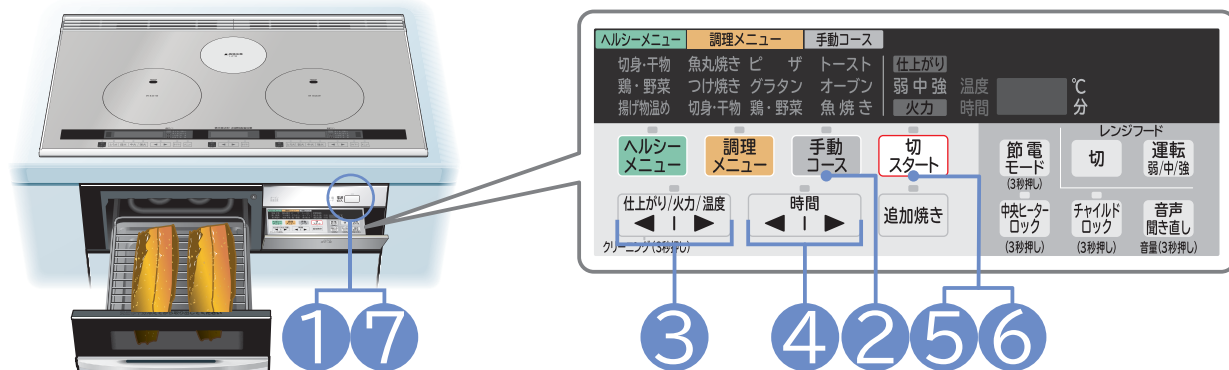 ヘルシーメニュー 調理メニュー 手動コース
切身・干物 魚丸焼き ピザ トースト 仕上がり
鶏・野菜 つけ焼き グラタン オーブン 弱 中 強 温度 ℃
揚げ物温め 切身・干物 鶏・野菜 魚焼き 火力 時間 分
レンジフード
ヘルシーメニュー 調理メニュー 手動コース 切スタート 節電モード 切 運転 弱/中/強
(3秒押し)
仕上がり/火力/温度 時間 追加焼き 中央ヒーターロック チャイルドロック 音声聞き直し
◀ I ▶ ◀ I ▶
クリーニング(3秒押し) (3秒押し) (3秒押し) 音量(3秒押し)
1 7 3 4 2 5 6